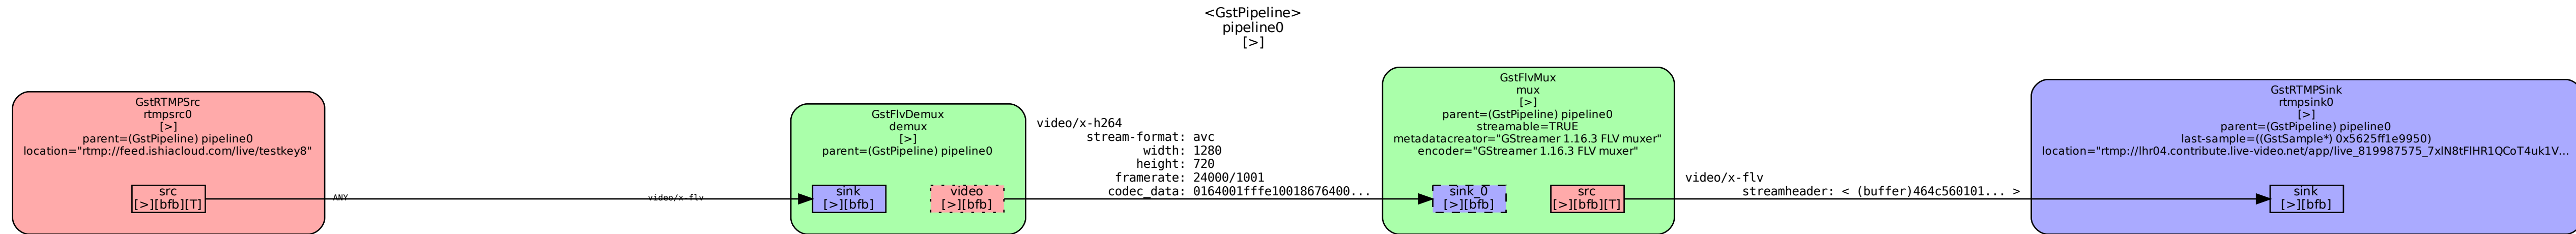 <GstPipeline>
pipeline0
[>]
GstRTMPSrc
rtmpsrc0
[>]
parent=(GstPipeline) pipeline0
location="rtmp://feed.ishiacloud.com/live/testkey8"
src
[>][bfb][T]
ANY
video/x-flv
GstFlvDemux
demux
[>]
parent=(GstPipeline) pipeline0
sink
[>][bfb]
video
[>][bfb]
video/x-h264
stream-format: avc
width: 1280
height: 720
framerate: 24000/1001
codec_data: 0164001fffe10018676400...
GstFlvMux
mux
[>]
parent=(GstPipeline) pipeline0
streamable=TRUE
metadatacreator="GStreamer 1.16.3 FLV muxer"
encoder="GStreamer 1.16.3 FLV muxer"
sink_0
[>][bfb]
src
[>][bfb][T]
video/x-flv
streamheader: < (buffer)464c560101... >
GstRTMPSink
rtmpsink0
[>]
parent=(GstPipeline) pipeline0
last-sample=((GstSample*) 0x5625ff1e9950)
location="rtmp://lhr04.contribute.live-video.net/app/live_819987575_7xlN8tFlHR1QCoT4uk1V...
sink
[>][bfb]